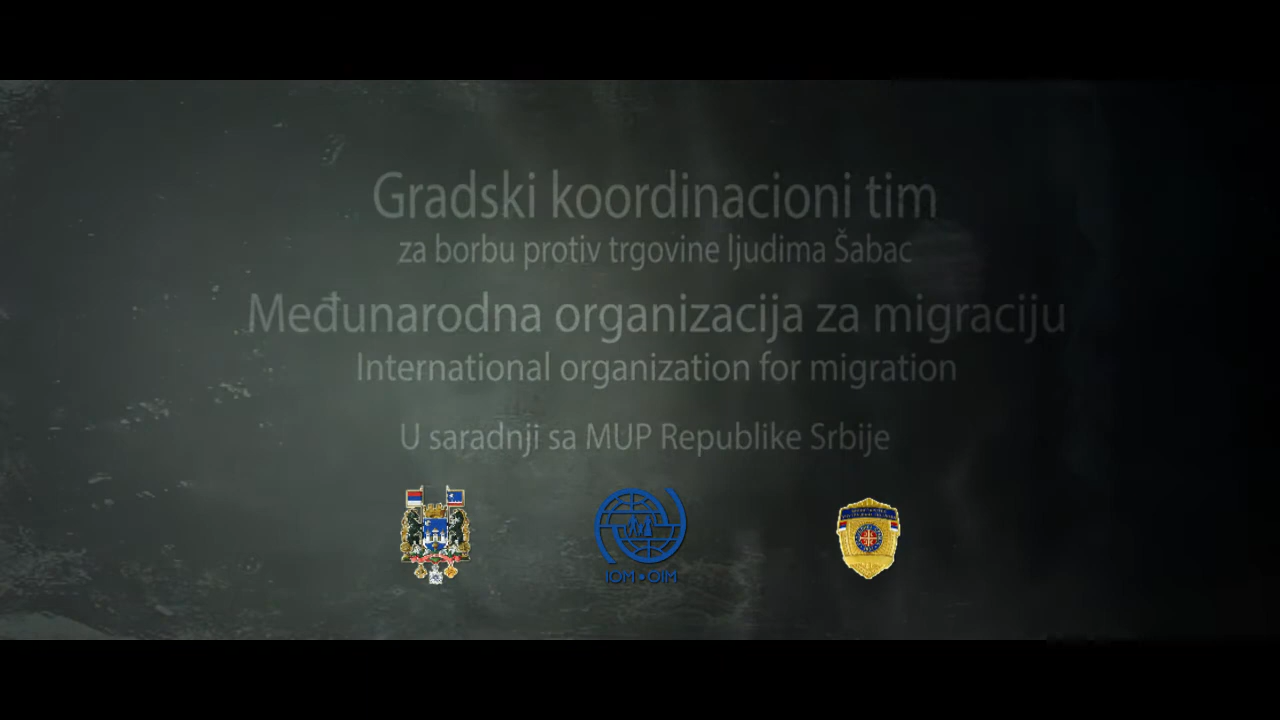 Gradski koordinacioni tim
za borbu protiv trgovine ljudima Šabac
Međunarodna organizacija za migraciju
International organization for migration
U saradnji sa MUP Republike Srbije
IOM • OIM